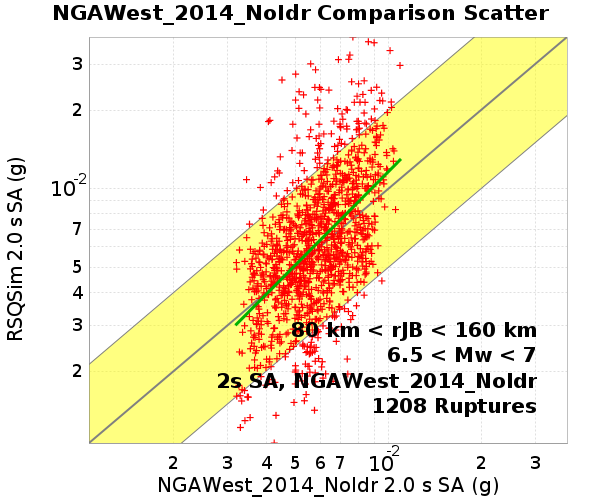 NGAWest_2014_NoIdr Comparison Scatter
RSQSim 2.0 s SA (g)
3
2
10-2
7
5
4
3
2
80 km < rJB < 160 km
6.5 < Mw < 7
2s SA, NGAWest_2014_NoIdr
1208 Ruptures
2 3 4 5 6 7 10-2 2 3
NGAWest_2014_NoIdr 2.0 s SA (g)